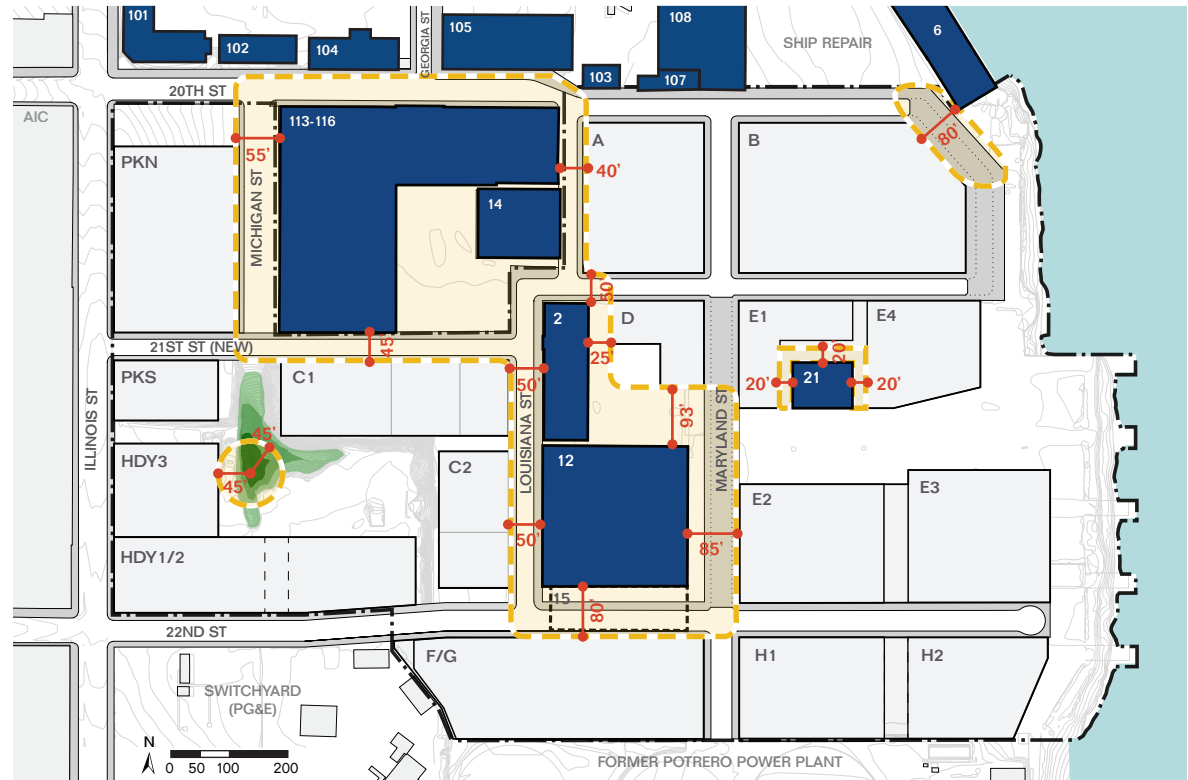 101
102
104
GEORGIA ST
105
108
103
107
SHIP REPAIR
6
20TH ST
AIC
PKN
55'
MICHIGAN ST
113-116
14
40'
A
B
80'
50'
2
25'
D
E1
E4
21ST ST (NEW)
45'
PKS
C1
50'
20'
20'
21
20'
93'
MARYLAND ST
ILLINOIS ST
HDY3
45'
45'
LOUISIANA ST
C2
12
E2
E3
50'
85'
HDY1/2
15
80'
22ND ST
F/G
H1
H2
SWITCHYARD
(PG&E)
N
0 50 100 200
FORMER POTRERO POWER PLANT